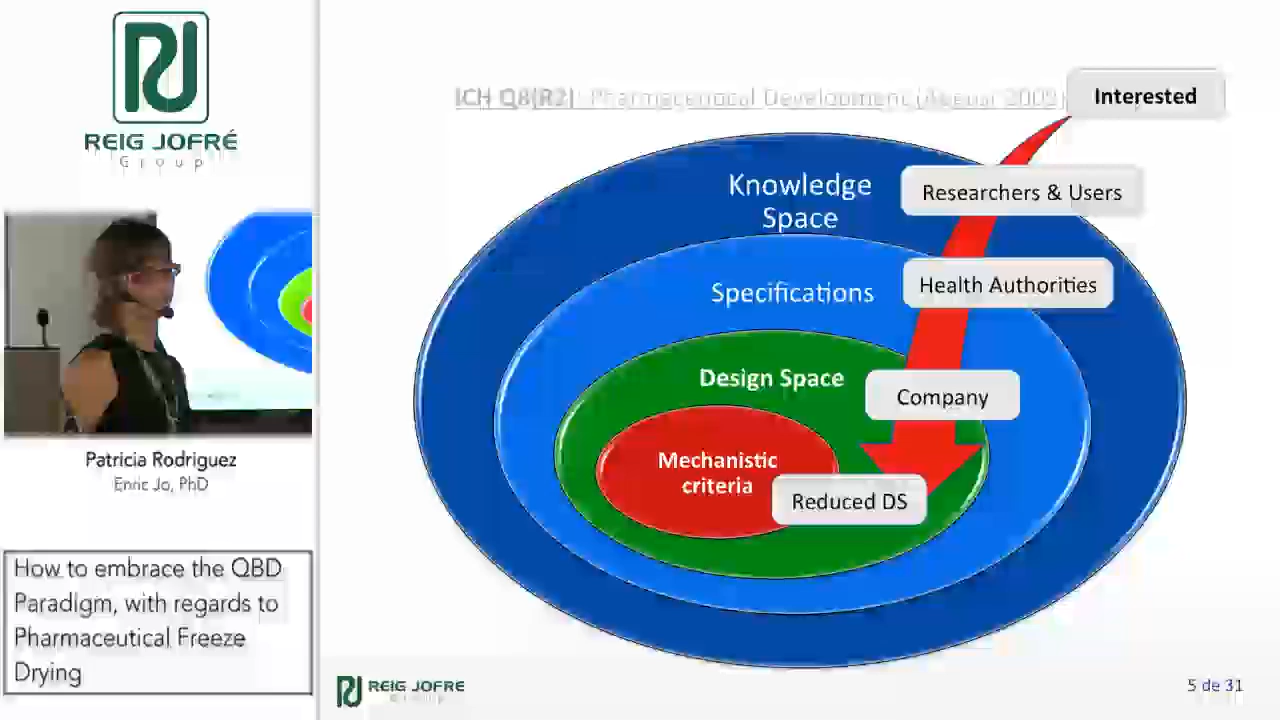 REIG JOFRÉ
Group
Patricia Rodriguez
Enric Jo, PhD
How to embrace the QBD
Paradigm, with regards to
Pharmaceutical Freeze
Drying
ICH Q8(R2): Pharmaceutical Development (August 2009)
Interested
Knowledge
Space
Researchers & Users
Specifications
Health Authorities
Design Space
Company
Mechanistic
criteria
Reduced DS
REIG JOFRE
Group
5 de 31